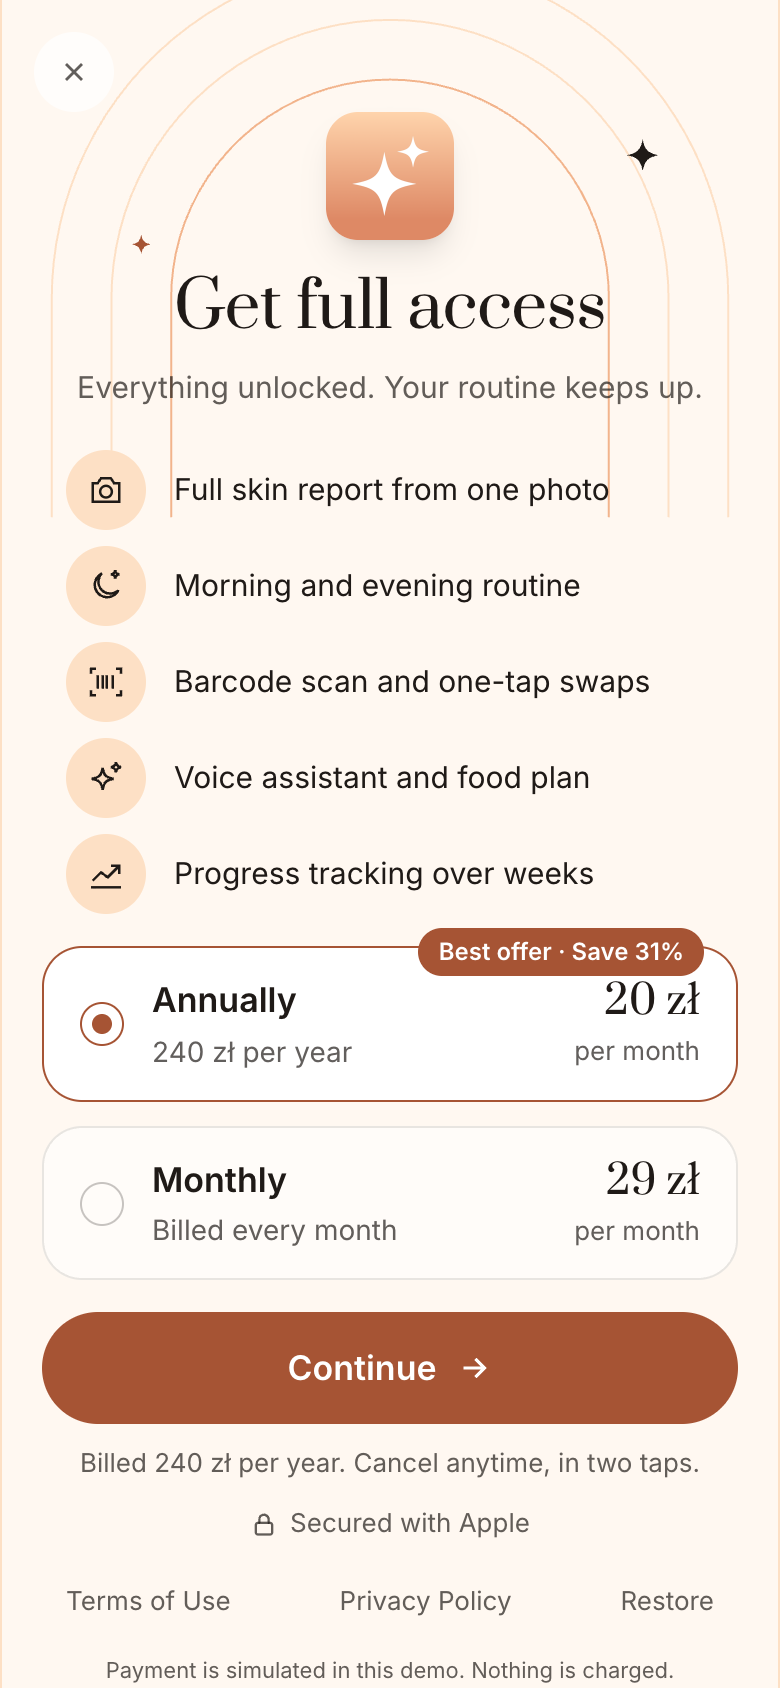 Get full access
Everything unlocked. Your routine keeps up.
Full skin report from one photo
Morning and evening routine
Barcode scan and one-tap swaps
Voice assistant and food plan
Progress tracking over weeks
Best offer · Save 31%
Annually
20 zł
240 zł per year
per month
Monthly
29 zł
Billed every month
per month
Continue →
Billed 240 zł per year. Cancel anytime, in two taps.
Secured with Apple
Terms of Use
Privacy Policy
Restore
Payment is simulated in this demo. Nothing is charged.